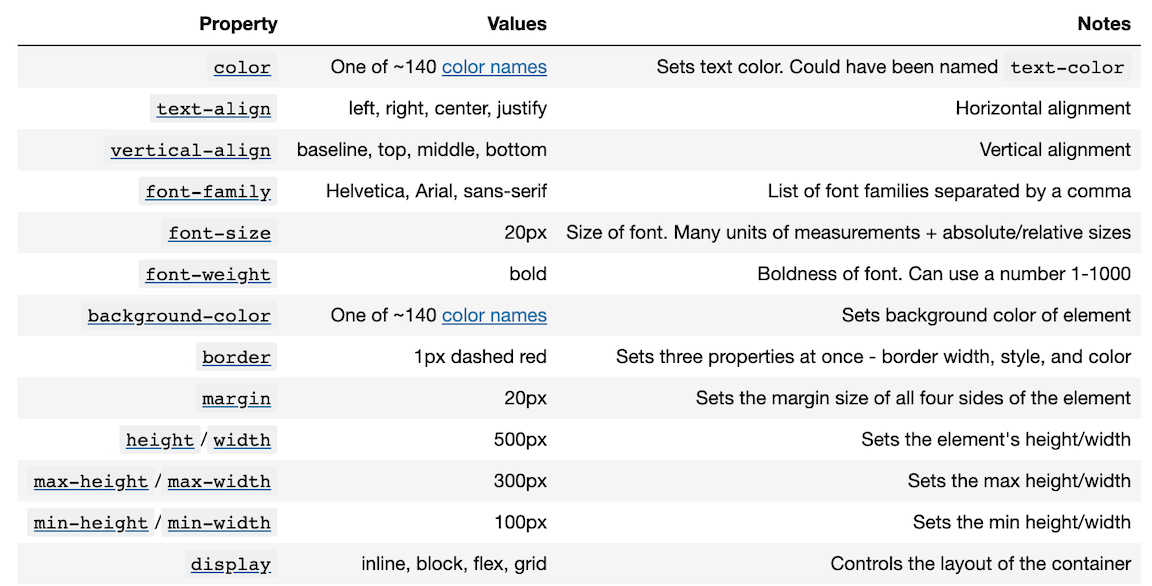 Property Values Notes
color One of ~140 color names Sets text color. Could have been named text-color
text-align left, right, center, justify Horizontal alignment
vertical-align baseline, top, middle, bottom Vertical alignment
font-family Helvetica, Arial, sans-serif List of font families separated by a comma
font-size 20px Size of font. Many units of measurements + absolute/relative sizes
font-weight bold Boldness of font. Can use a number 1-1000
background-color One of ~140 color names Sets background color of element
border 1px dashed red Sets three properties at once - border width, style, and color
margin 20px Sets the margin size of all four sides of the element
height / width 500px Sets the element's height/width
max-height / max-width 300px Sets the max height/width
min-height / min-width 100px Sets the min height/width
display inline, block, flex, grid Controls the layout of the container